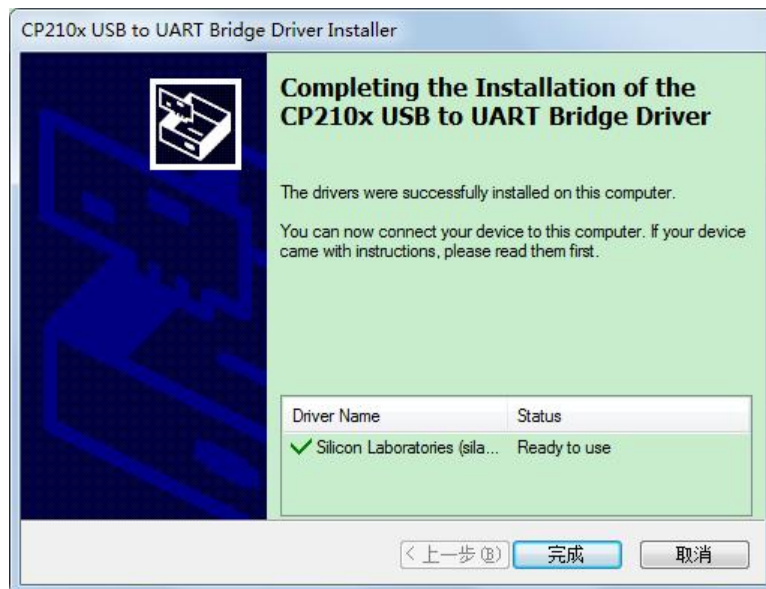 CP210x USB to UART Bridge Driver Installer
Completing the Installation of the
CP210x USB to UART Bridge Driver
The drivers were successfully installed on this computer.
You can now connect your device to this computer. If your device
came with instructions, please read them first.
Driver Name Status
Silicon Laboratories (sila... Ready to use
<上一步(B) 完成 取消